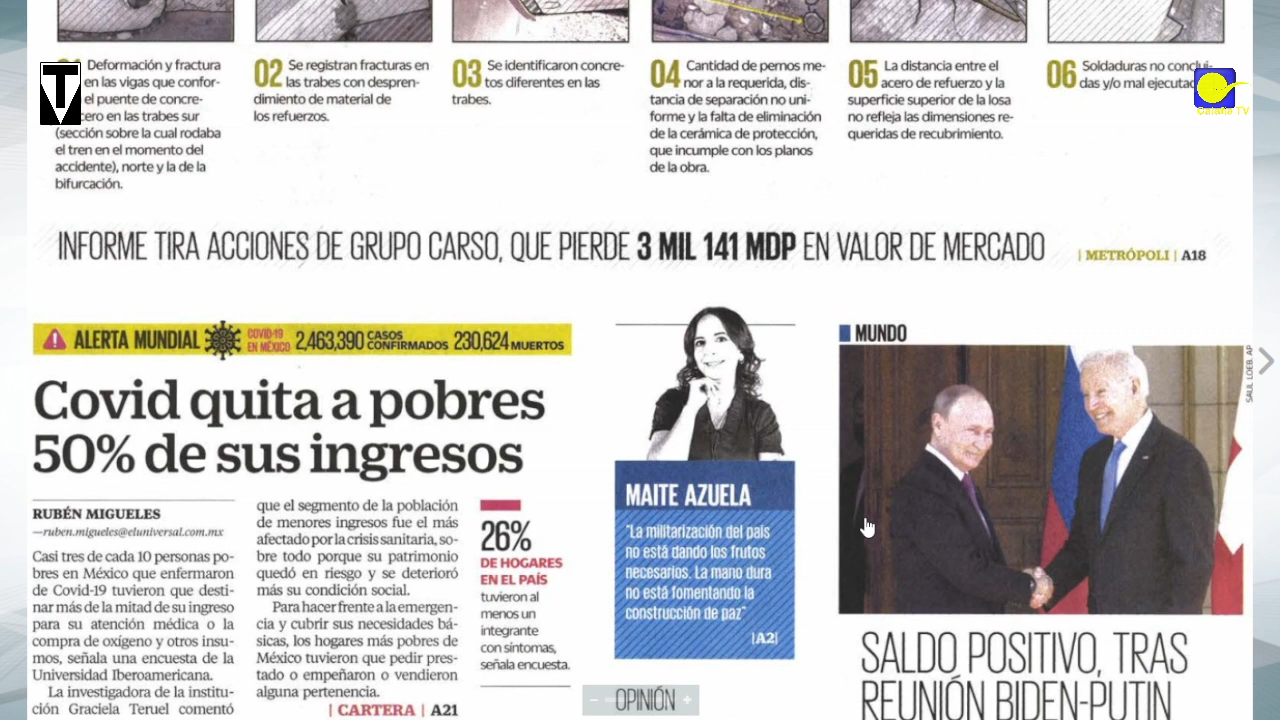 Deformación y fractura
en las vigas que confor-
el puente de concre-
cero en las trabes sur
(sección sobre la cual rodaba
el tren en el momento del
accidente), norte y la de la
bifurcación.
02 Se registran fracturas en
las trabes con despren-
dimiento de material de
los refuerzos.
03 Se identificaron concre-
tos diferentes en las
trabes.
04 Cantidad de pernos me-
nor a la requerida, dis-
tancia de separación no uni-
forme y la falta de eliminación
de la cerámica de protección,
que incumple con los planos
de la obra.
05 La distancia entre el
acero de refuerzo y la
superficie superior de la losa
no refleja las dimensiones re-
queridas de recubrimiento.
06 Soldaduras no conclui-
das y/o mal
T
Galaxia TV
INFORME TIRA ACCIONES DE GRUPO CARSO, QUE PIERDE 3 MIL 141 MDP EN VALOR DE MERCADO | METRÓPOLI | A18
ALERTA MUNDIAL COVID-19 EN MÉXICO 2,463,390 CASOS CONFIRMADOS 230,624 MUERTOS
Covid quita a pobres
50% de sus ingresos
RUBÉN MIGUELES
—ruben.migueles@eluniversal.com.mx
Casi tres de cada 10 personas po-
bres en México que enfermaron
de Covid-19 tuvieron que desti-
nar más de la mitad de su ingreso
para su atención médica o la
compra de oxígeno y otros insu-
mos, señala una encuesta de la
Universidad Iberoamericana.
La investigadora de la institu-
ción Graciela Teruel comentó
que el segmento de la población
de menores ingresos fue el más
afectado por la crisis sanitaria, so-
bre todo porque su patrimonio
quedó en riesgo y se deterioró
más su condición social.
Para hacer frente a la emergen-
cia y cubrir sus necesidades bá-
sicas, los hogares más pobres de
México tuvieron que pedir pres-
tado o empeñaron o vendieron
alguna pertenencia.
| CARTERA | A21
26%
DE HOGARES
EN EL PAÍS
tuvieron al
menos un
integrante
con síntomas,
señala encuesta.
MAITE AZUELA
"La militarización del país
no está dando los frutos
necesarios. La mano dura
no está fomentando la
construcción de paz"
|A2|
OPINIÓN
MUNDO
SAUL LOEB. AP
SALDO POSITIVO, TRAS
REUNIÓN BIDEN-PUTIN